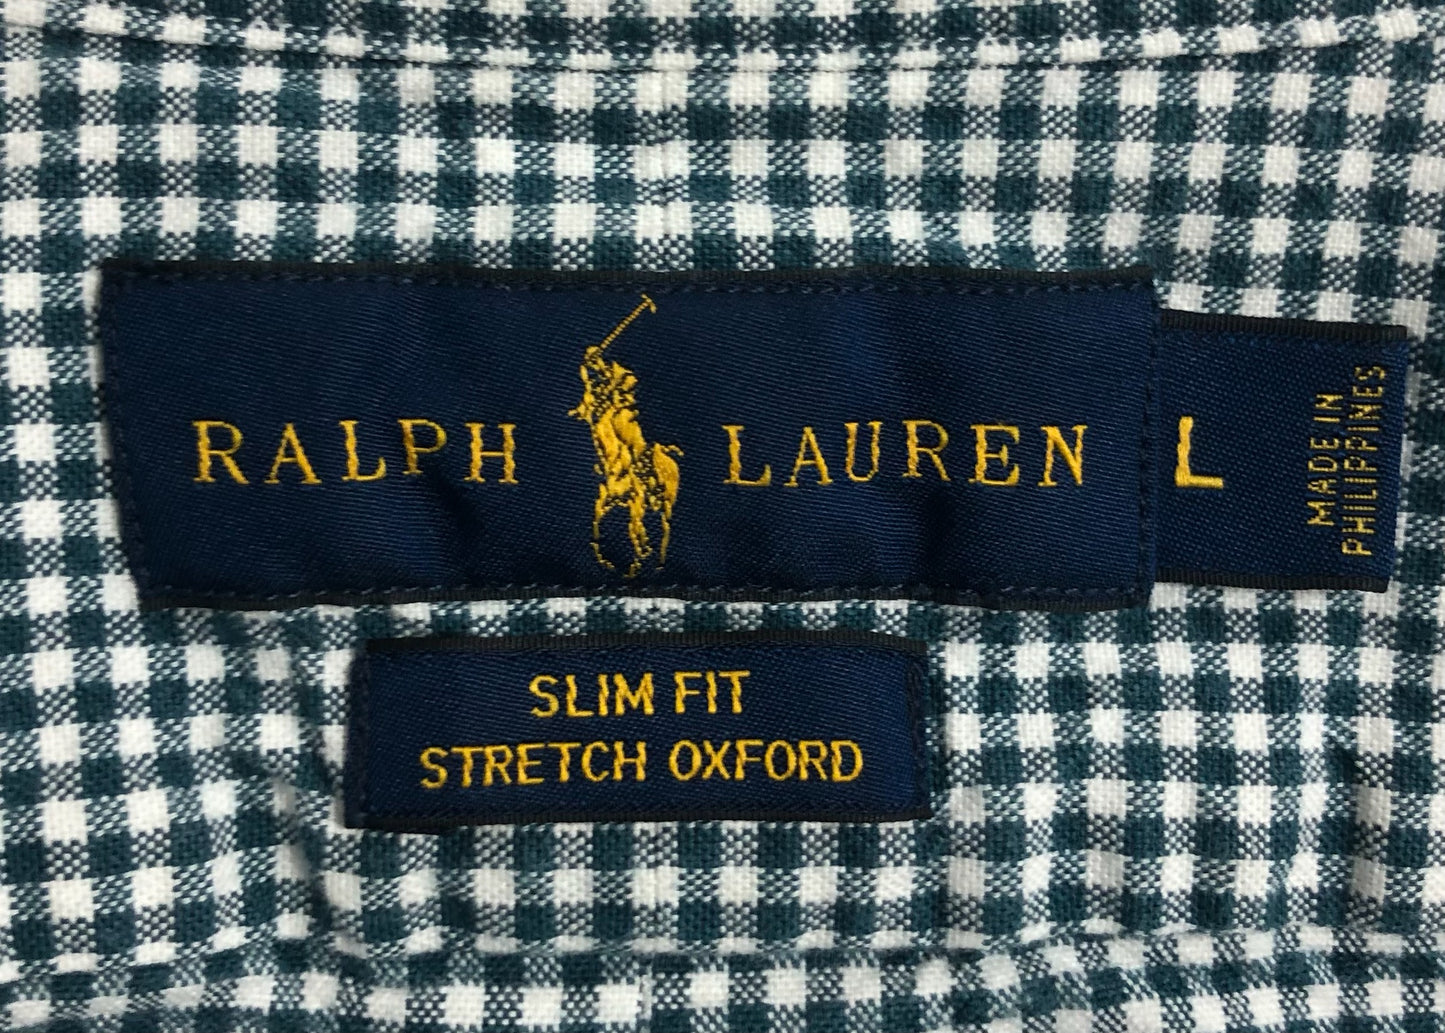 RALPH LAUREN
L
MADE IN
PHILIPPINES
SLIM FIT
STRETCH OXFORD